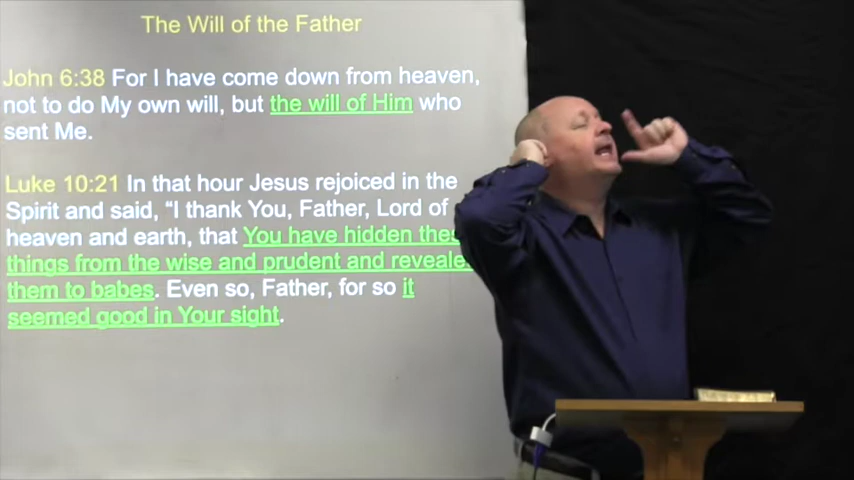 The Will of the Father
John 6:38 For I have come down from heaven,
not to do My own will, but the will of Him who
sent Me.
Luke 10:21 In that hour Jesus rejoiced in the
Spirit and said, “I thank You, Father, Lord of
heaven and earth, that You have hidden
things from the wise and prudent and
them to babes. Even so, Father, for so it
seemed good in Your sight.